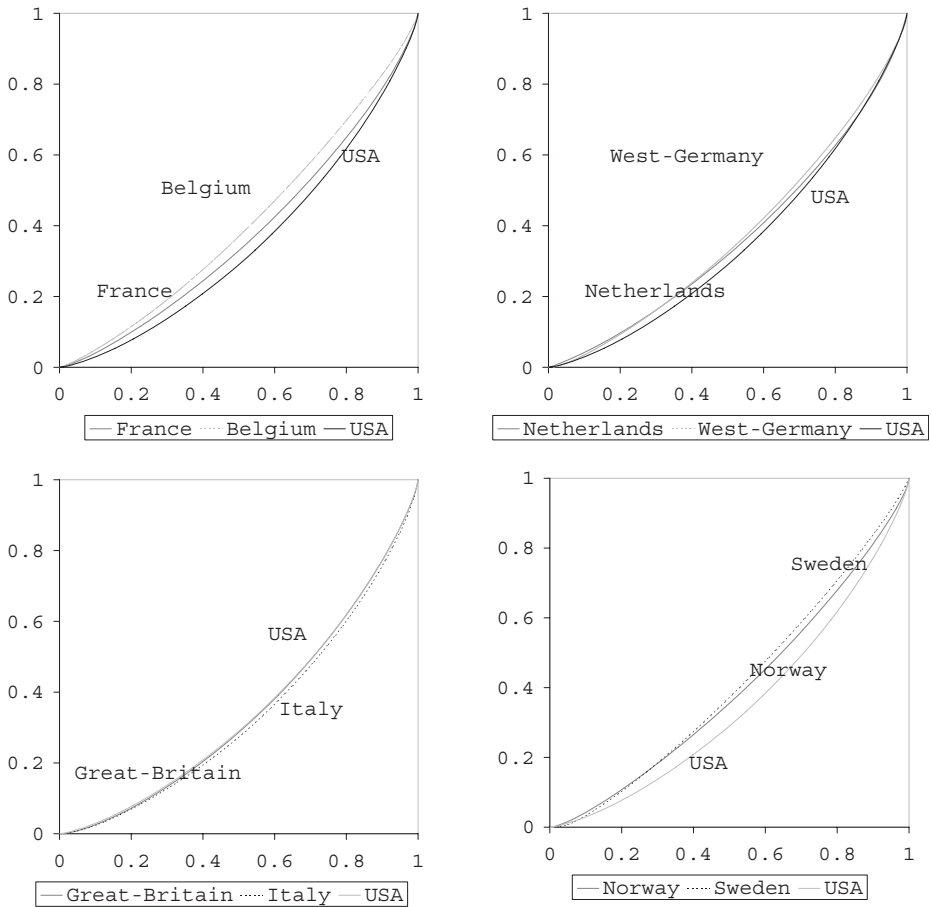 1
0.8
0.6
0.4
0.2
0
0 0.2 0.4 0.6 0.8 1
USA
Belgium
France
France Belgium USA
1
0.8
0.6
0.4
0.2
0
0 0.2 0.4 0.6 0.8 1
West-Germany
USA
Netherlands
Netherlands West-Germany USA
1
0.8
0.6
0.4
0.2
0
0 0.2 0.4 0.6 0.8 1
USA
Italy
Great-Britain
Great-Britain Italy USA
1
0.8
0.6
0.4
0.2
0
0 0.2 0.4 0.6 0.8 1
Sweden
Norway
USA
Norway Sweden USA